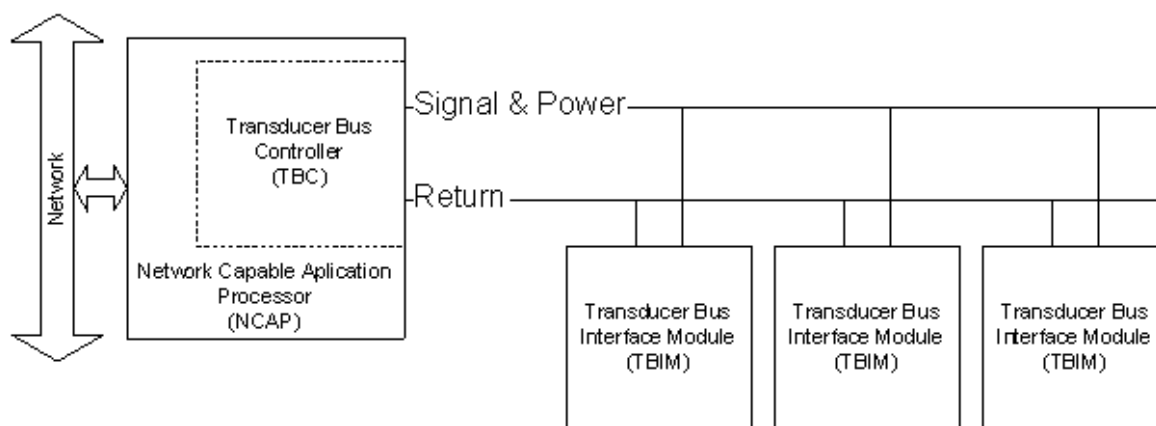 Network
Transducer Bus
Controller
(TBC)
Network Capable Aplication
Processor
(NCAP)
Signal & Power
Return
Transducer Bus
Interface Module
(TBIM)
Transducer Bus
Interface Module
(TBIM)
Transducer Bus
Interface Module
(TBIM)